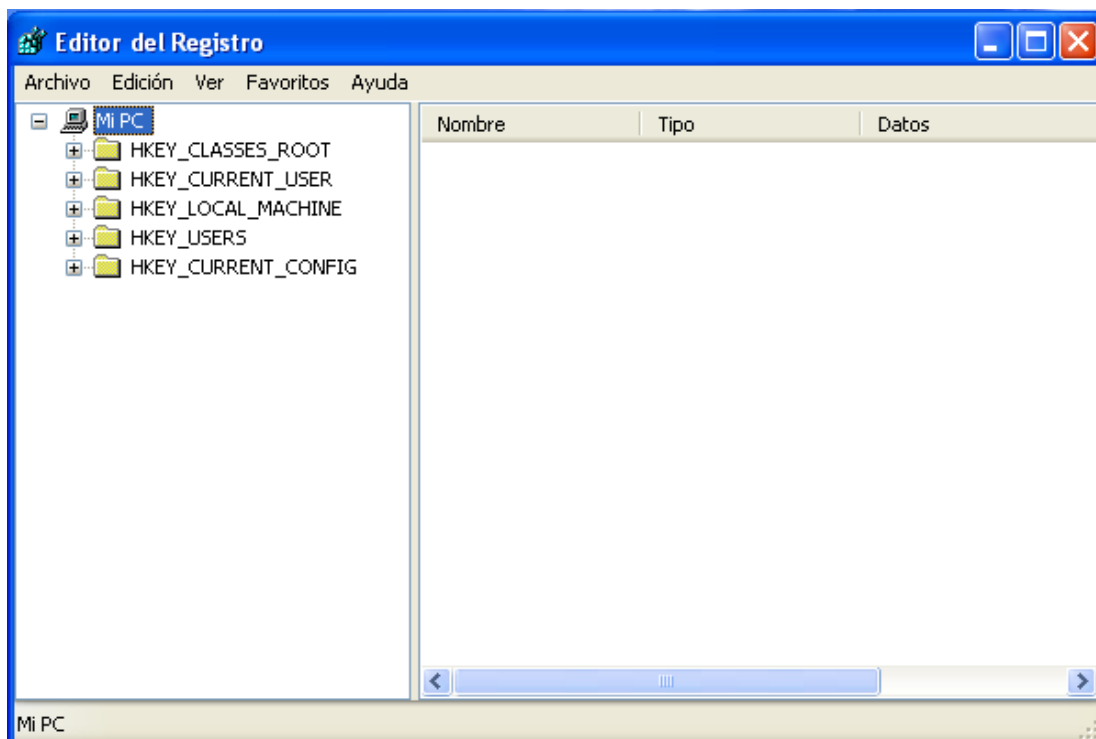 Editor del Registro
Archivo Edición Ver Favoritos Ayuda
Mi PC
HKEY_CLASSES_ROOT
HKEY_CURRENT_USER
HKEY_LOCAL_MACHINE
HKEY_USERS
HKEY_CURRENT_CONFIG
Nombre Tipo Datos
Mi PC